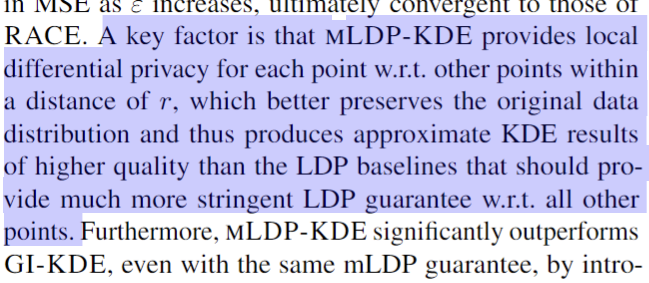 in MSE as ε increases, ultimately convergent to those of
RACE. A key factor is that MLDP-KDE provides local
differential privacy for each point w.r.t. other points within
a distance of r, which better preserves the original data
distribution and thus produces approximate KDE results
of higher quality than the LDP baselines that should pro-
vide much more stringent LDP guarantee w.r.t. all other
points. Furthermore, MLDP-KDE significantly outperforms
GI-KDE, even with the same mLDP guarantee, by intro-